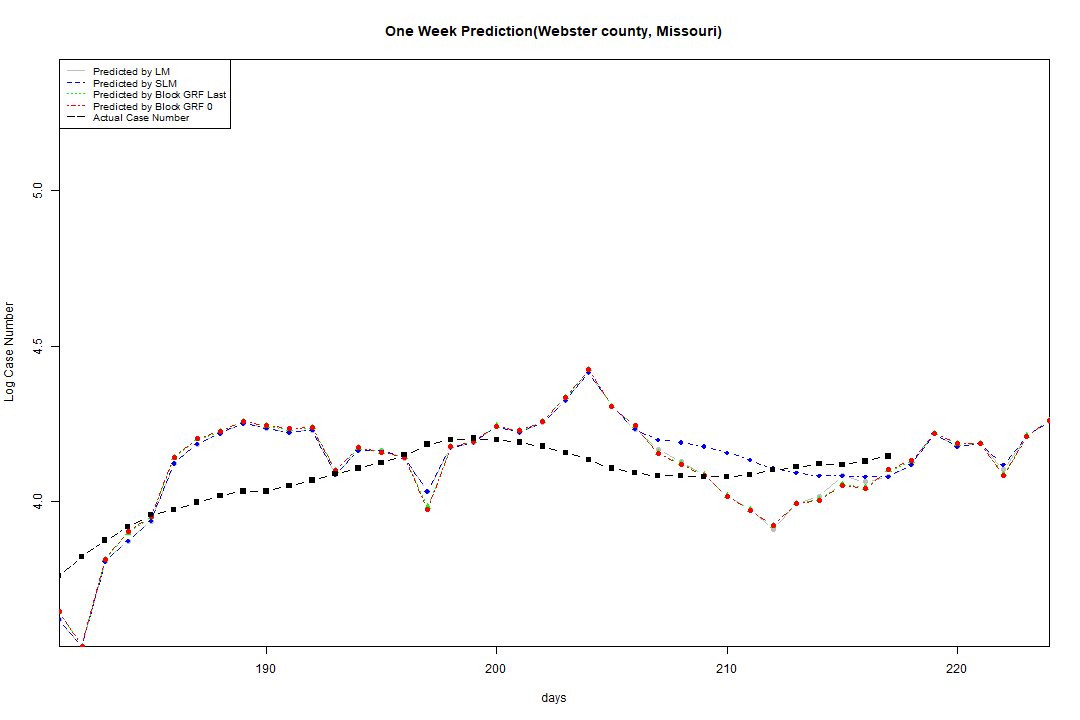 One Week Prediction(Webster county, Missouri)
Predicted by LM
Predicted by SLM
Predicted by Block GRF Last
Predicted by Block GRF 0
Actual Case Number
5.0
4.5
4.0
Log Case Number
190
200
210
220
days